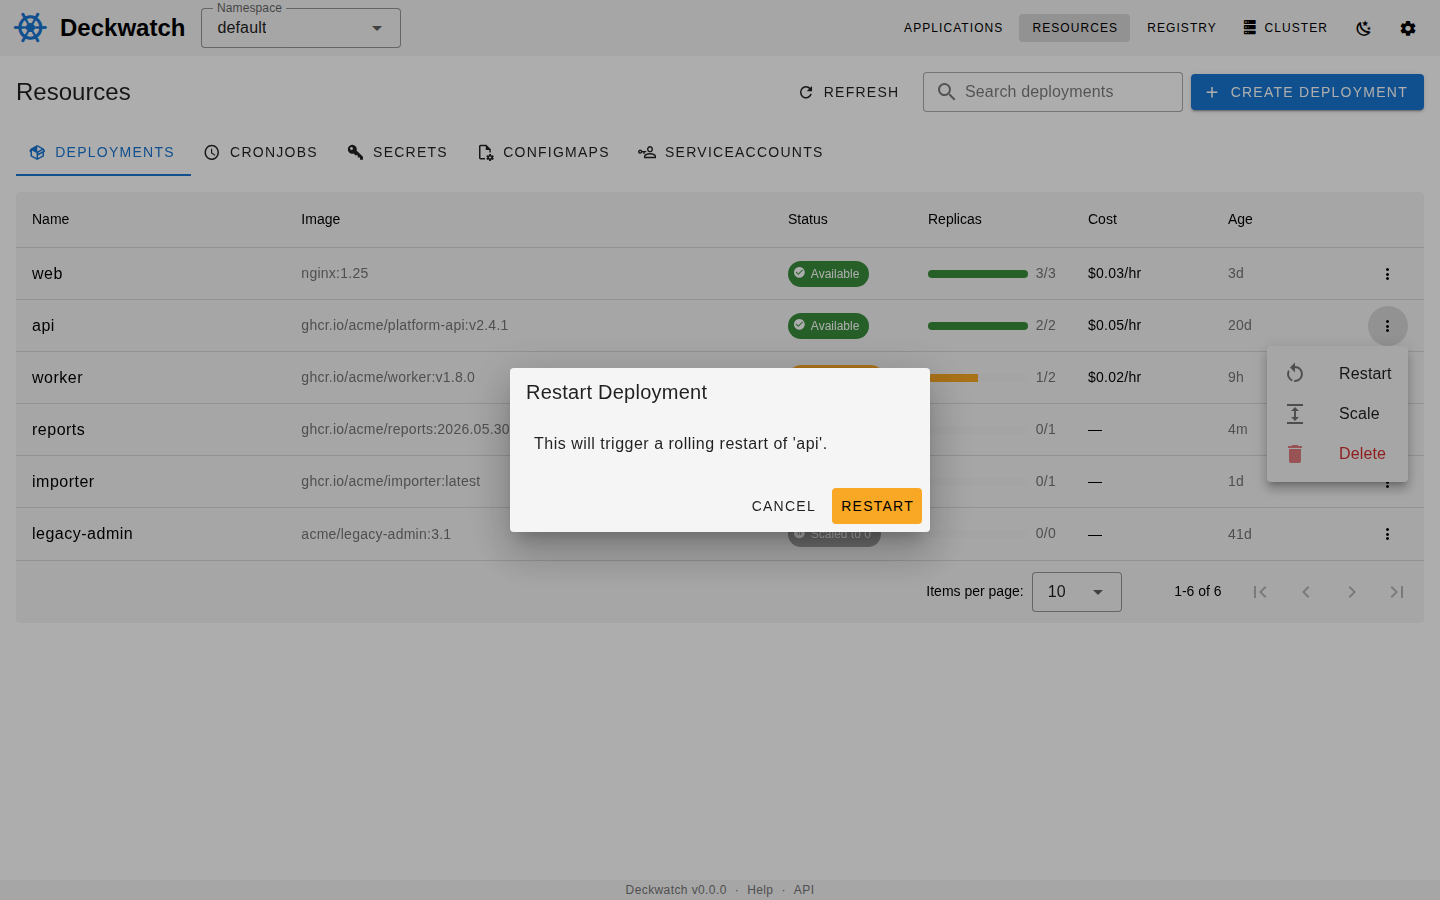 Deckwatch
Namespace
default
APPLICATIONS
RESOURCES
REGISTRY
CLUSTER
Resources
REFRESH
Search deployments
CREATE DEPLOYMENT
DEPLOYMENTS
CRONJOBS
SECRETS
CONFIGMAPS
SERVICEACCOUNTS
Name Image Status Replicas Cost Age
web nginx:1.25 Available 3/3 $0.03/hr 3d
api ghcr.io/acme/platform-api:v2.4.1 Available 2/2 $0.05/hr 20d
worker ghcr.io/acme/worker:v1.8.0 1/2 $0.02/hr 9h
reports ghcr.io/acme/reports:2026.05.30 0/1 — 4m
importer ghcr.io/acme/importer:latest 0/1 — 1d
legacy-admin acme/legacy-admin:3.1 Scaled to 0 0/0 — 41d
Restart
Scale
Delete
Restart Deployment
This will trigger a rolling restart of 'api'.
CANCEL
RESTART
Items per page: 10 1-6 of 6
Deckwatch v0.0.0 · Help · API